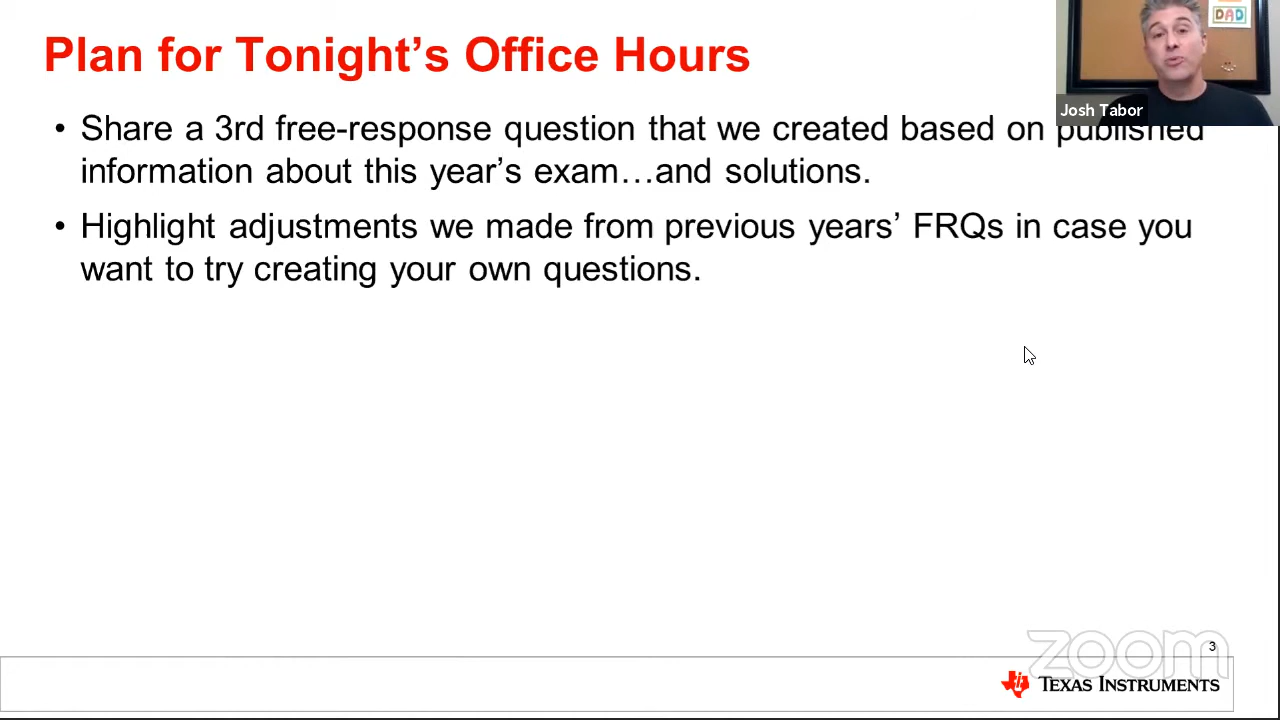 Plan for Tonight's Office Hours
DAD
Josh Tabor
• Share a 3rd free-response question that we created based on published
information about this year's exam…and solutions.
• Highlight adjustments we made from previous years' FRQs in case you
want to try creating your own questions.
zoom
3
TEXAS INSTRUMENTS